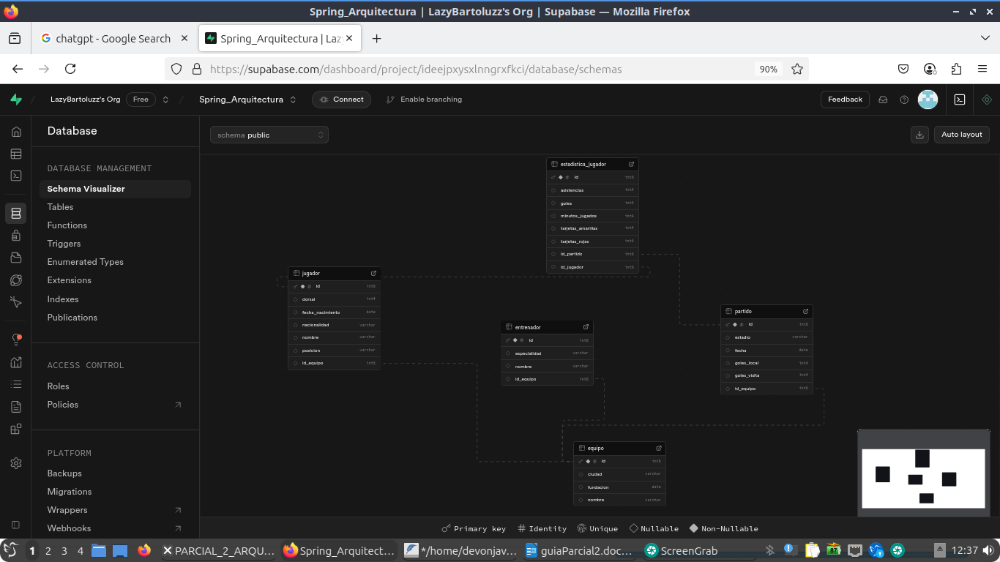 Spring_Arquitectura | LazyBartoluzz's Org | Supabase — Mozilla Firefox
chatgpt - Google Search
Spring_Arquitectura | Laz
https://supabase.com/dashboard/project/ideejpxysxlnngrxfkci/database/schemas
90%
LazyBartoluzz's Org
Free
Spring_Arquitectura
Connect
Enable branching
Feedback
Database
schema public
Auto layout
DATABASE MANAGEMENT
Schema Visualizer
Tables
Functions
Triggers
Enumerated Types
Extensions
Indexes
Publications
ACCESS CONTROL
Roles
Policies
PLATFORM
Backups
Migrations
Wrappers
Webhooks
estadistica_jugador
id int8
asistencias int4
goles int4
minutos_jugados int4
tarjetas_amarillas int4
tarjetas_rojas int4
id_partido int8
id_jugador int8
jugador
id int8
dorsal int4
fecha_nacimiento date
nacionalidad varchar
nombre varchar
posicion varchar
id_equipo int8
entrenador
id int8
especialidad varchar
nombre varchar
id_equipo int8
partido
id int8
estadio varchar
fecha date
goles_local int4
goles_visita int4
id_equipo int8
equipo
id int8
ciudad varchar
fundacion date
nombre varchar
Primary key
Identity
Unique
Nullable
Non-Nullable
1 2 3 4
PARCIAL_2_ARQU...
Spring_Arquitect...
*/home/devonjav...
guiaParcial2.doc...
ScreenGrab
87
12:37